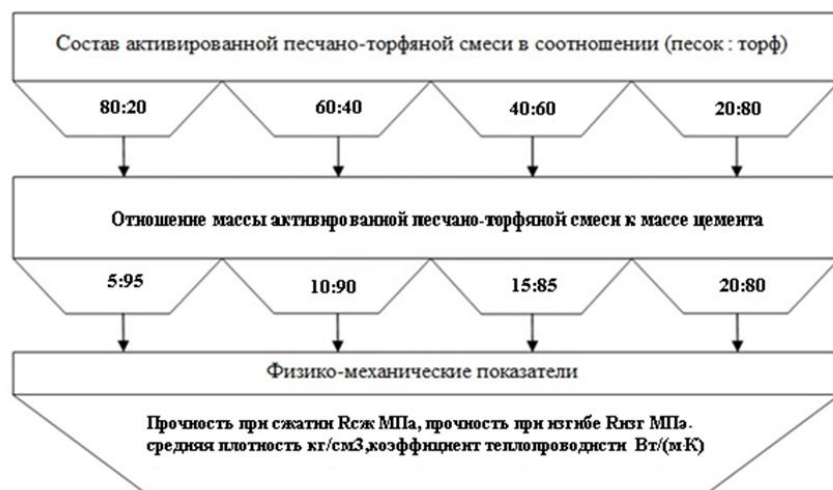 Состав активированной песчано-торфяной смеси в соотношении (песок : торф)
80:20 60:40 40:60 20:80
Отношение массы активированной песчано-торфяной смеси к массе цемента
5:95 10:90 15:85 20:80
Физико-механические показатели
Прочность при сжатии Rсж МПа, прочность при изгибе Rизг МПа.
средняя плотность кг/см3,коэффициент теплопроводисти Вт/(м·К)